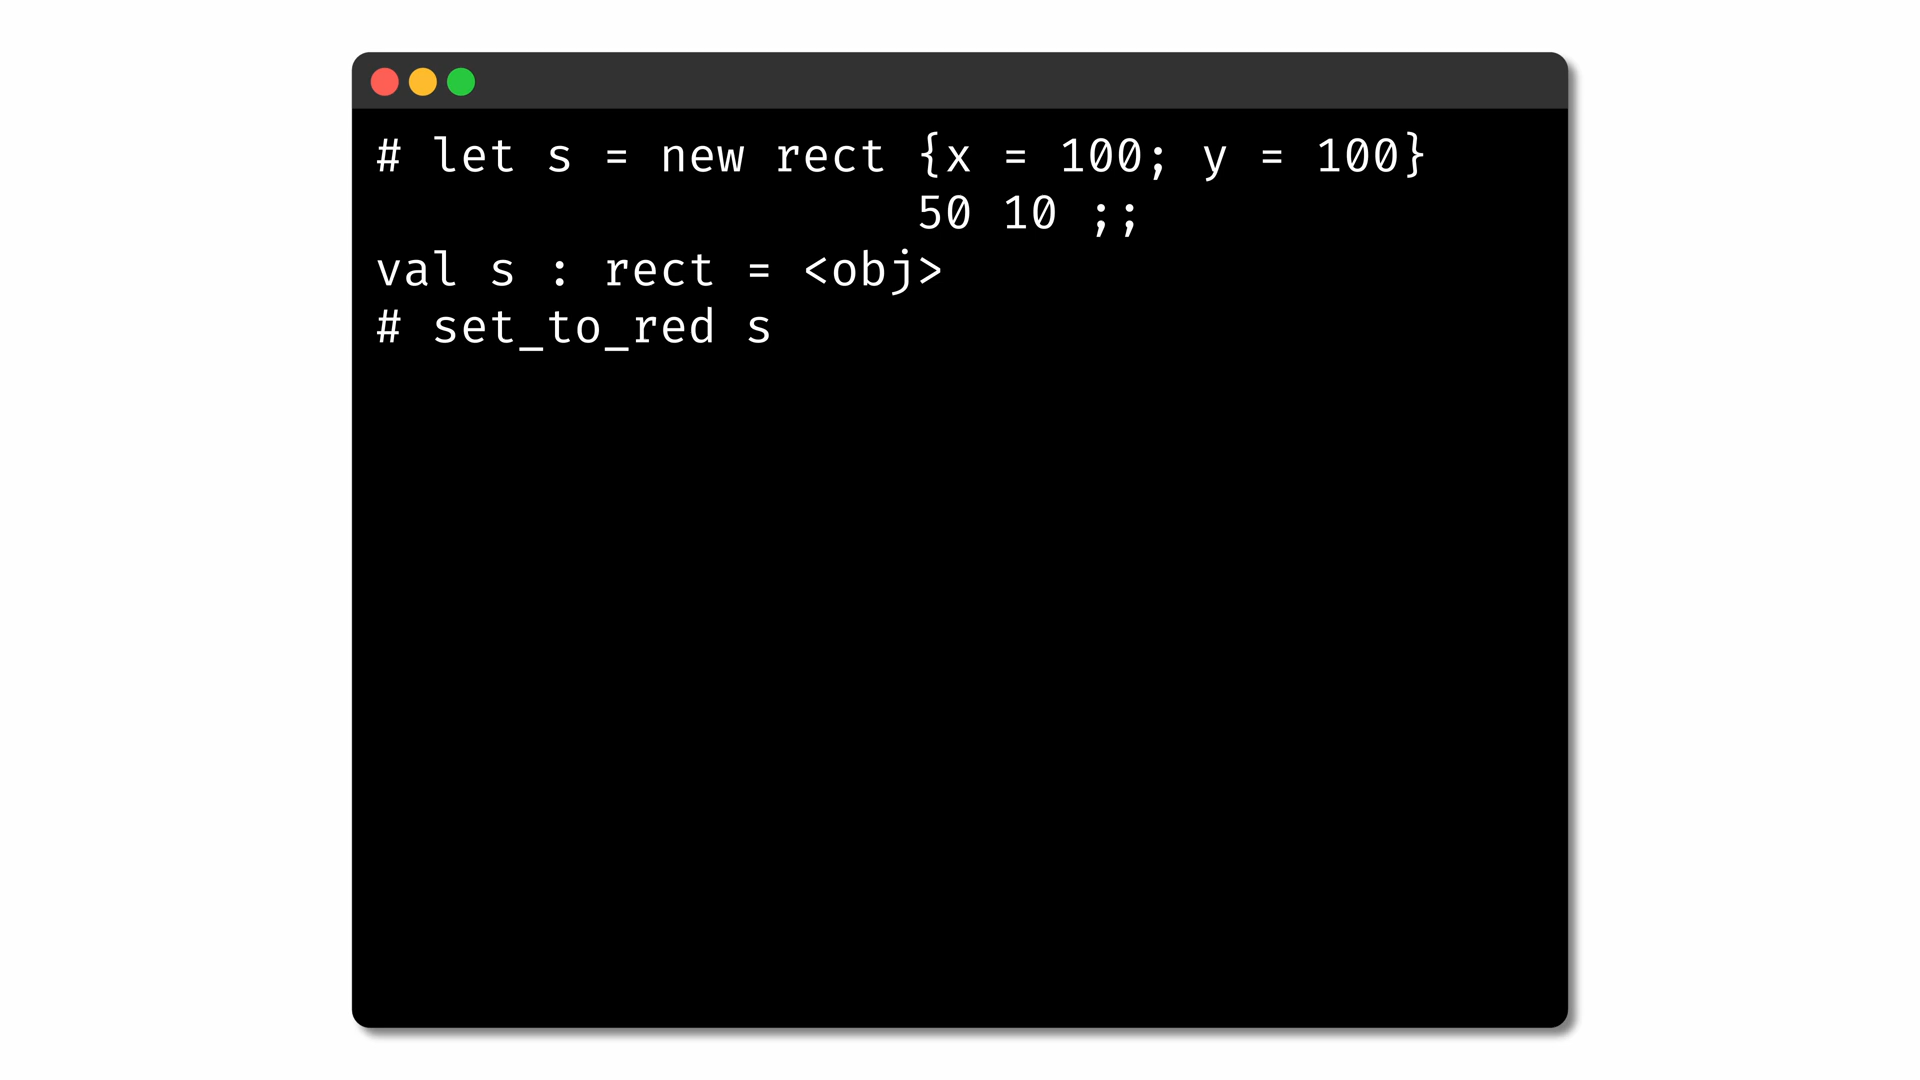 # let s = new rect {x = 100; y = 100}
                   50 10 ;;
val s : rect = <obj>
# set_to_red s